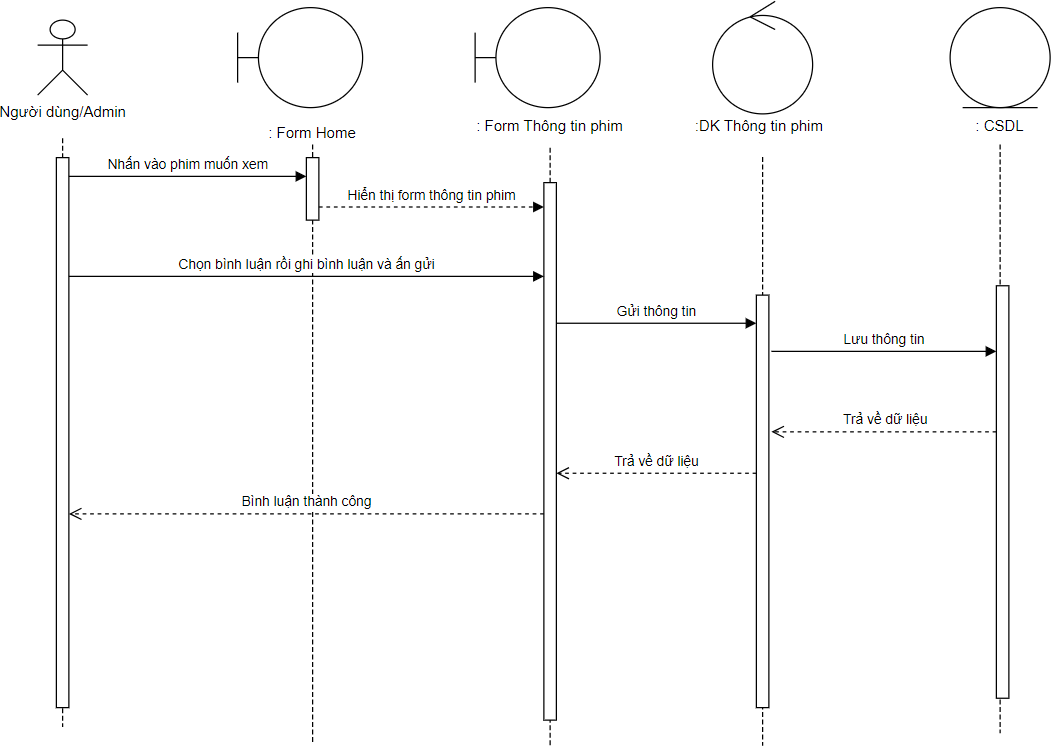 Người dùng/Admin
: Form Home
: Form Thông tin phim
:DK Thông tin phim
: CSDL
Nhấn vào phim muốn xem
Hiển thị form thông tin phim
Chọn bình luận rồi ghi bình luận và ấn gửi
Gửi thông tin
Lưu thông tin
Trả về dữ liệu
Trả về dữ liệu
Bình luận thành công